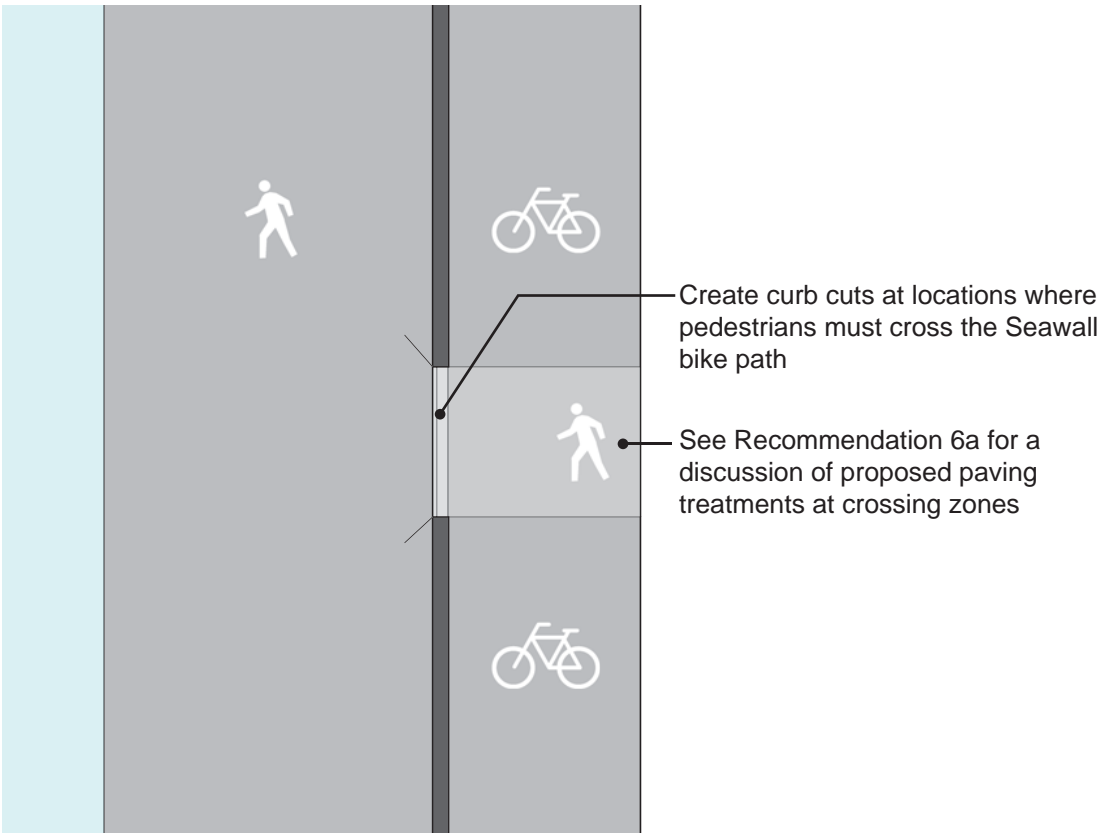 Create curb cuts at locations where
pedestrians must cross the Seawall
bike path
See Recommendation 6a for a
discussion of proposed paving
treatments at crossing zones